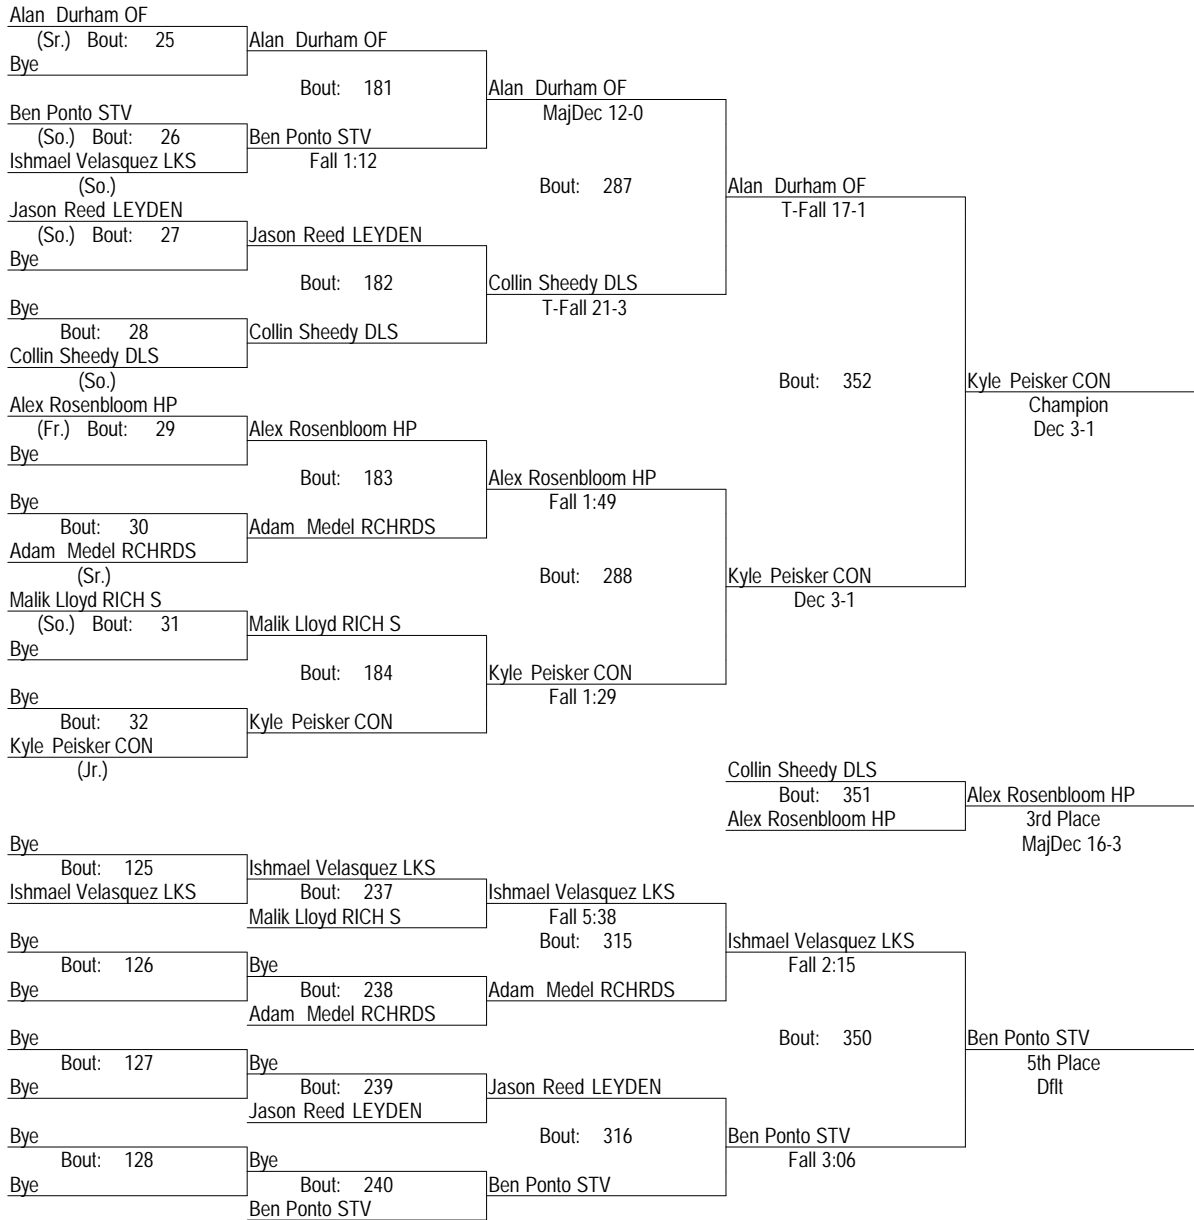 Alan Durham OF
(Sr.) Bout: 25 Alan Durham OF
Bye
Bout: 181 Alan Durham OF
Ben Ponto STV MajDec 12-0
(So.) Bout: 26 Ben Ponto STV
Ishmael Velasquez LKS Fall 1:12
(So.) Bout: 287 Alan Durham OF
Jason Reed LEYDEN T-Fall 17-1
(So.) Bout: 27 Jason Reed LEYDEN
Bye
Bout: 182 Collin Sheedy DLS
Bye T-Fall 21-3
Bout: 28 Collin Sheedy DLS
Collin Sheedy DLS
(So.) Bout: 352 Kyle Peisker CON
Alex Rosenbloom HP Champion
(Fr.) Bout: 29 Alex Rosenbloom HP Dec 3-1
Bye
Bout: 183 Alex Rosenbloom HP
Bye Fall 1:49
Bout: 30 Adam Medel RCHRDS
Adam Medel RCHRDS
(Sr.) Bout: 288 Kyle Peisker CON
Malik Lloyd RICH S Dec 3-1
(So.) Bout: 31 Malik Lloyd RICH S
Bye
Bout: 184 Kyle Peisker CON
Bye Fall 1:29
Bout: 32 Kyle Peisker CON
Kyle Peisker CON
(Jr.) Collin Sheedy DLS
Bout: 351 Alex Rosenbloom HP
Alex Rosenbloom HP 3rd Place
Bye MajDec 16-3
Bout: 125 Ishmael Velasquez LKS
Ishmael Velasquez LKS Bout: 237 Ishmael Velasquez LKS
Malik Lloyd RICH S Fall 5:38
Bye Bout: 315 Ishmael Velasquez LKS
Bout: 126 Bye Fall 2:15
Bye Bout: 238 Adam Medel RCHRDS
Adam Medel RCHRDS
Bye Bout: 350 Ben Ponto STV
Bout: 127 Bye 5th Place
Bye Bout: 239 Jason Reed LEYDEN Dflt
Jason Reed LEYDEN
Bye Bout: 316 Ben Ponto STV
Bout: 128 Bye Fall 3:06
Bye Bout: 240 Ben Ponto STV
Ben Ponto STV